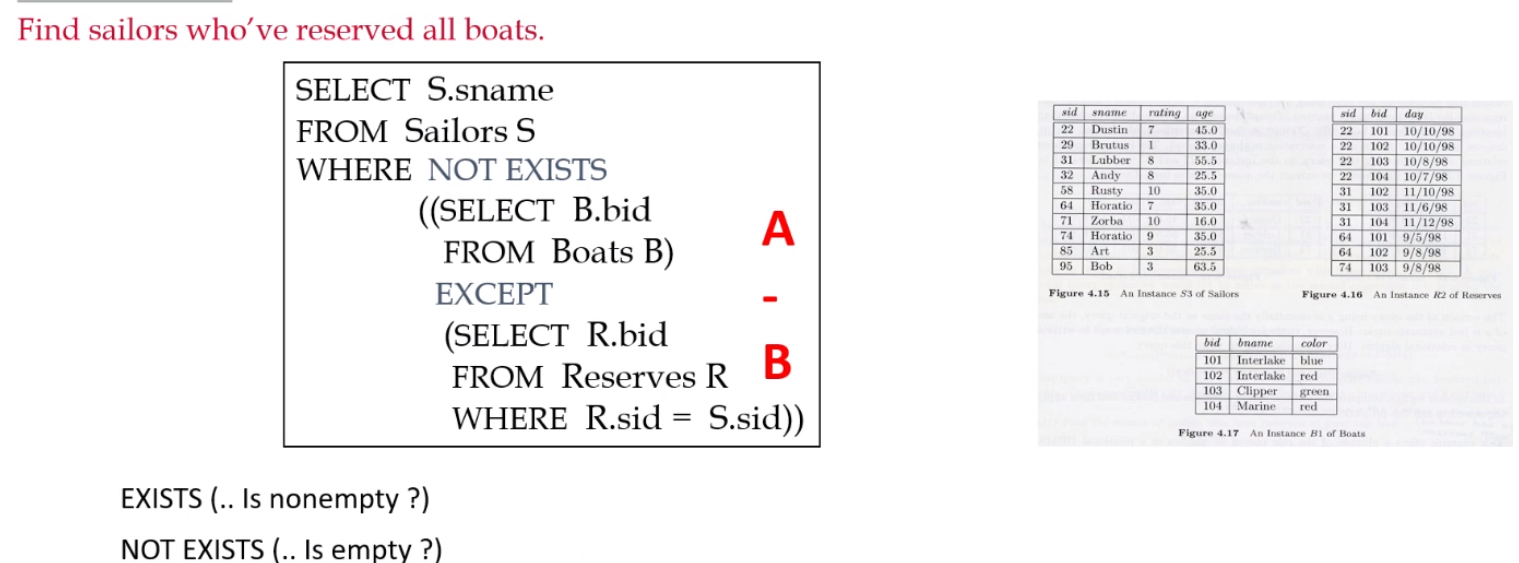 Find sailors who've reserved all boats.
SELECT S.sname
FROM Sailors S
WHERE NOT EXISTS
((SELECT B.bid
FROM Boats B)
EXCEPT
(SELECT R.bid
FROM Reserves R
WHERE R.sid = S.sid))
A
-
B
EXISTS (.. Is nonempty ?)
NOT EXISTS (.. Is empty ?)
sid sname rating age
22 Dustin 7 45.0
29 Brutus 1 33.0
31 Lubber 8 55.5
32 Andy 8 25.5
58 Rusty 10 35.0
64 Horatio 7 35.0
71 Zorba 10 16.0
74 Horatio 9 35.0
85 Art 3 25.5
95 Bob 3 63.5
Figure 4.15 An Instance S3 of Sailors
sid bid day
22 101 10/10/98
22 102 10/10/98
22 103 10/8/98
22 104 10/7/98
31 102 11/10/98
31 103 11/6/98
31 104 11/12/98
64 101 9/5/98
64 102 9/8/98
74 103 9/8/98
Figure 4.16 An Instance R2 of Reserves
bid bname color
101 Interlake blue
102 Interlake red
103 Clipper green
104 Marine red
Figure 4.17 An Instance B1 of Boats